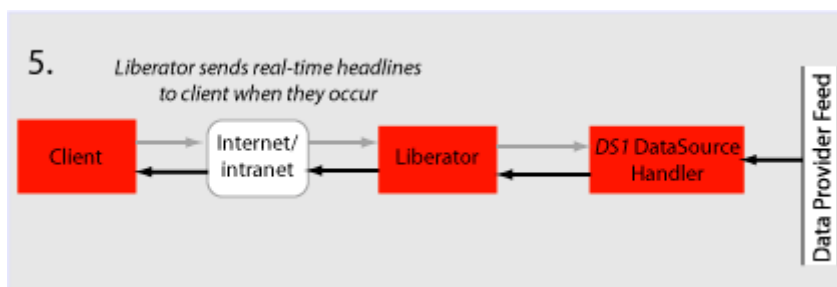 5.
Liberator sends real-time headlines
to client when they occur
Client
Internet/
intranet
Liberator
DS1 DataSource
Handler
Data Provider Feed